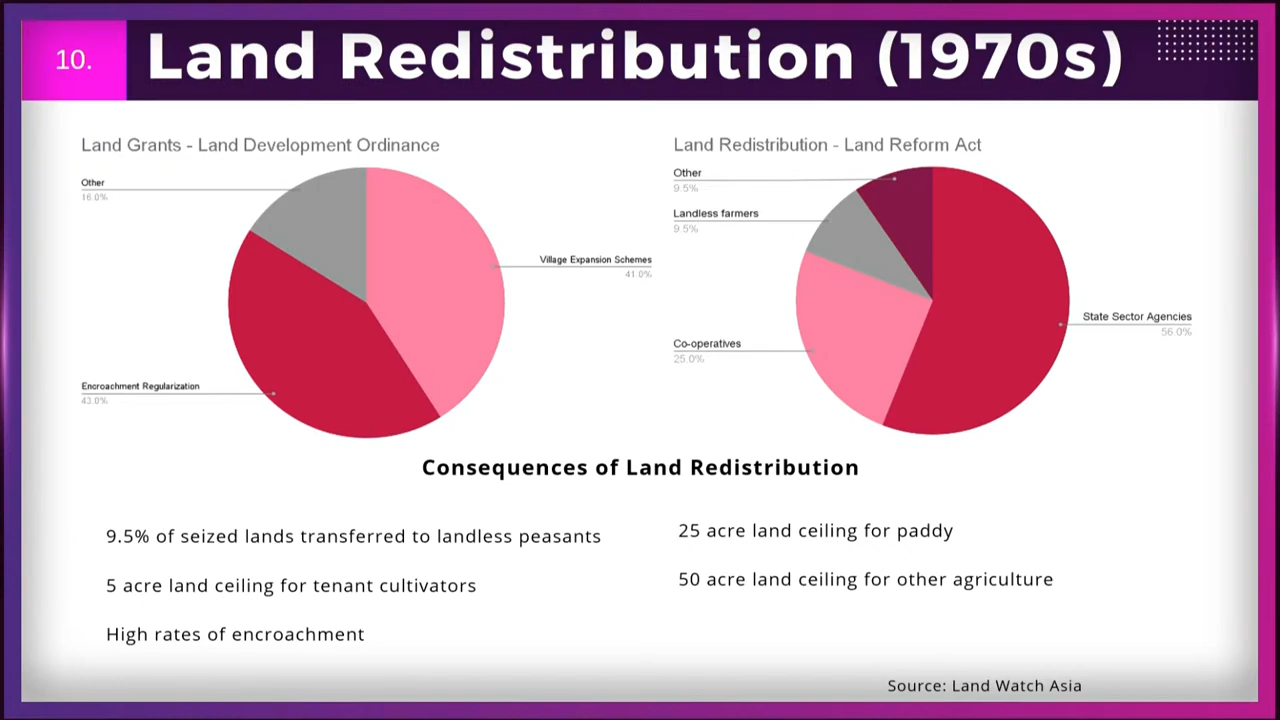 10.
Land Redistribution (1970s)
Land Grants - Land Development Ordinance
Other
16.0%
Village Expansion Schemes
41.0%
Encroachment Regularization
43.0%
Land Redistribution - Land Reform Act
Other
9.5%
Landless farmers
9.5%
State Sector Agencies
56.0%
Co-operatives
25.0%
Consequences of Land Redistribution
9.5% of seized lands transferred to landless peasants
5 acre land ceiling for tenant cultivators
High rates of encroachment
25 acre land ceiling for paddy
50 acre land ceiling for other agriculture
Source: Land Watch Asia